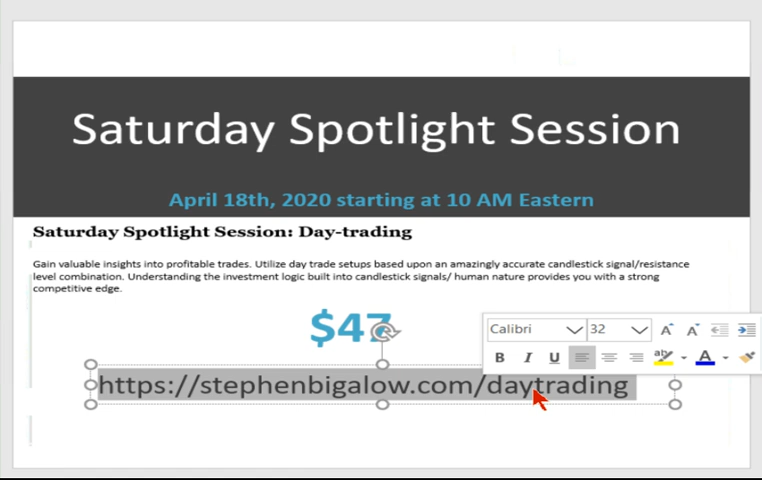 Saturday Spotlight Session
April 18th, 2020 starting at 10 AM Eastern
Saturday Spotlight Session: Day-trading
Gain valuable insights into profitable trades. Utilize day trade setups based upon an amazingly accurate candlestick signal/resistance
level combination. Understanding the investment logic built into candlestick signals/ human nature provides you with a strong
competitive edge.
$47
Calibri 32 A A
B I U ab A
https://stephenbigalow.com/daytrading